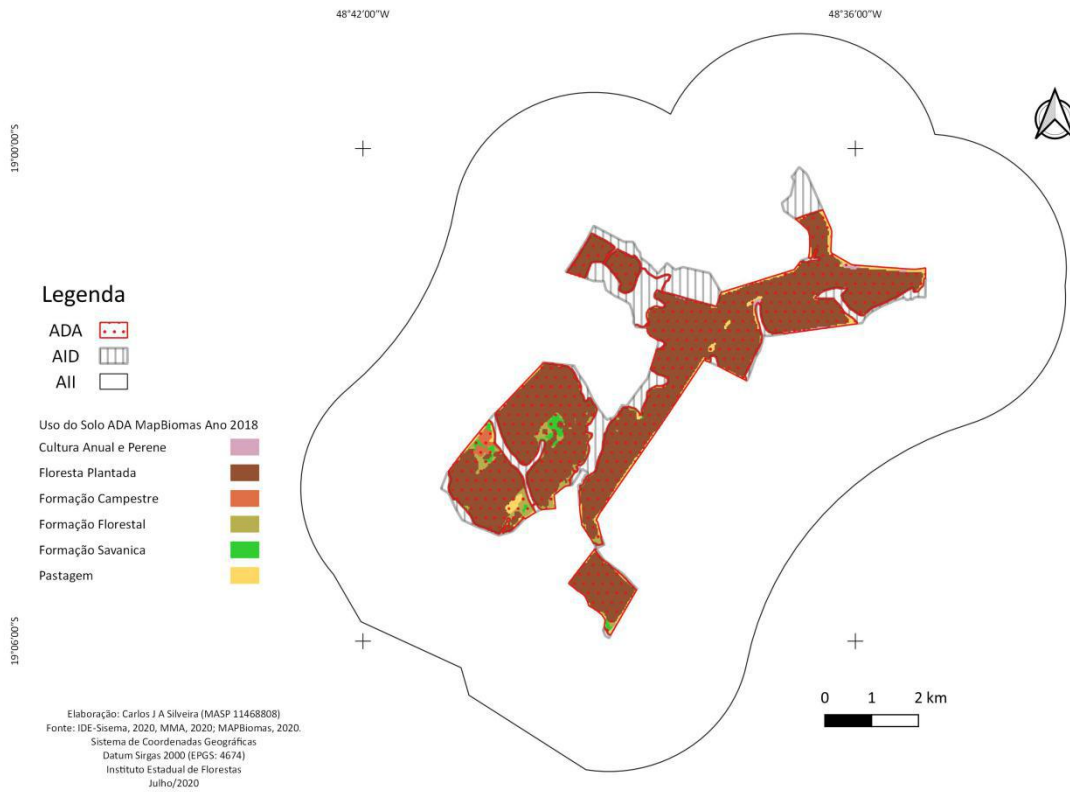 48°42'00"W
48°36'00"W
19°00'00"S
Legenda
ADA
AID
AII
Uso do Solo ADA MapBiomas Ano 2018
Cultura Anual e Perene
Floresta Plantada
Formação Campestre
Formação Florestal
Formação Savanica
Pastagem
19°06'00"S
0 1 2 km
Elaboração: Carlos J A Silveira (MASP 11468808)
Fonte: IDE-Sisema, 2020, MMA, 2020; MAPBiomas, 2020.
Sistema de Coordenadas Geográficas
Datum Sirgas 2000 (EPGS: 4674)
Instituto Estadual de Florestas
Julho/2020